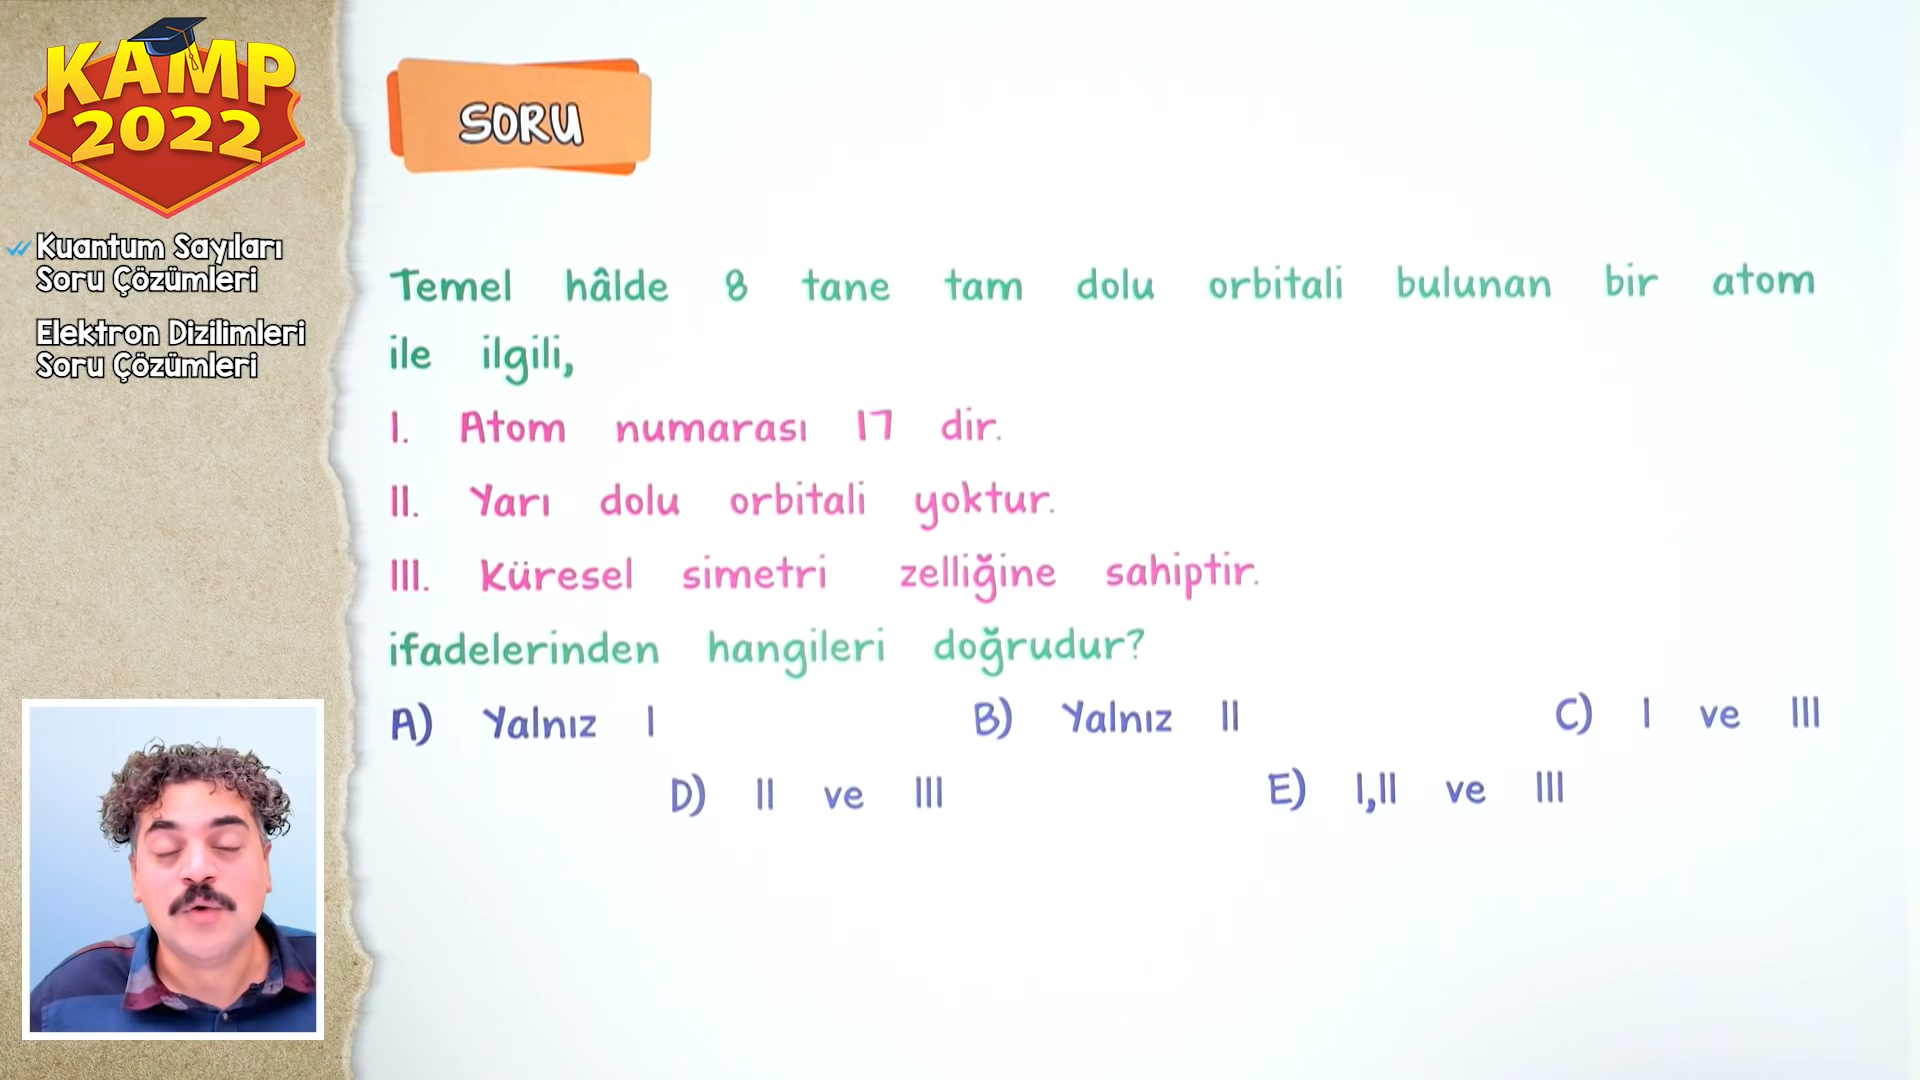 KAMP
2022
Kuantum Sayıları
Soru Çözümleri
Elektron Dizilimleri
Soru Çözümleri
SORU
Temel hâlde 8 tane tam dolu orbitali bulunan bir atom
ile ilgili,
I. Atom numarası 17 dir.
II. Yarı dolu orbitali yoktur.
III. Küresel simetri zelliğine sahiptir.
ifadelerinden hangileri doğrudur?
A) Yalnız I B) Yalnız II C) I ve III
D) II ve III E) I,II ve III